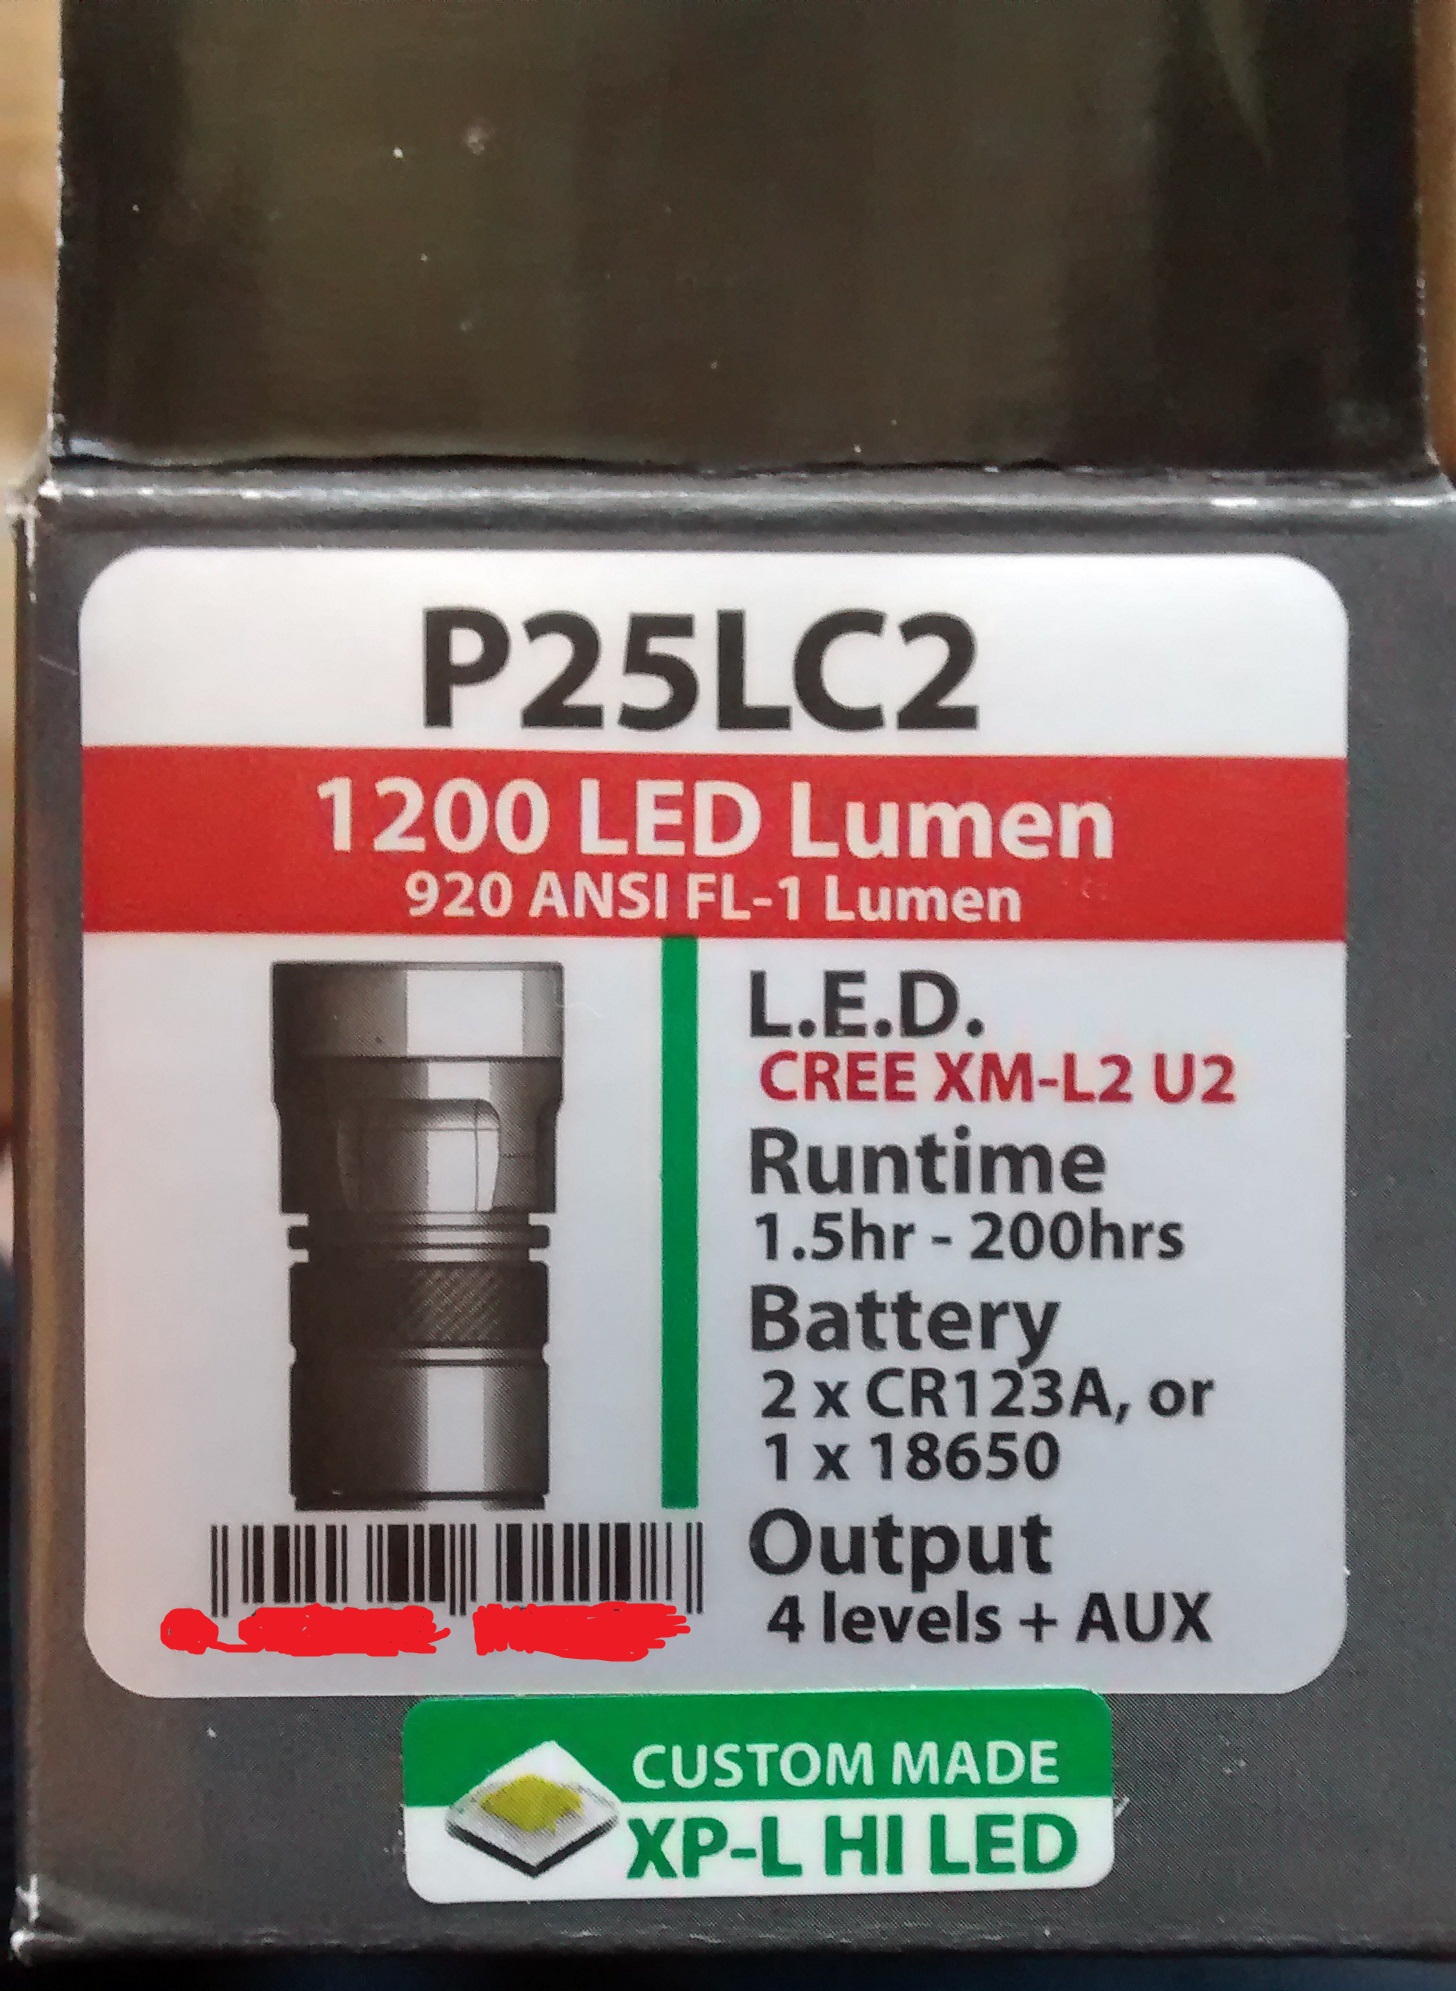 P25LC2
1200 LED Lumen
920 ANSI FL-1 Lumen
L.E.D.
CREE XM-L2 U2
Runtime
1.5hr - 200hrs
Battery
2 x CR123A, or
1 x 18650
Output
4 levels + AUX
CUSTOM MADE
XP-L HI LED